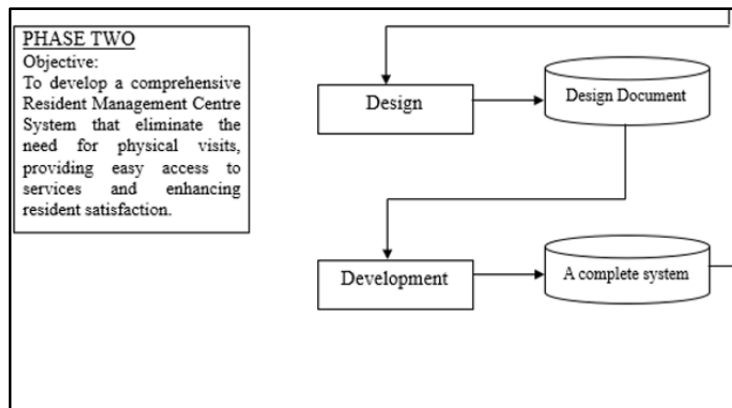 PHASE TWO
Objective:
To develop a comprehensive
Resident Management Centre
System that eliminate the
need for physical visits,
providing easy access to
services and enhancing
resident satisfaction.
Design
Design Document
Development
A complete system